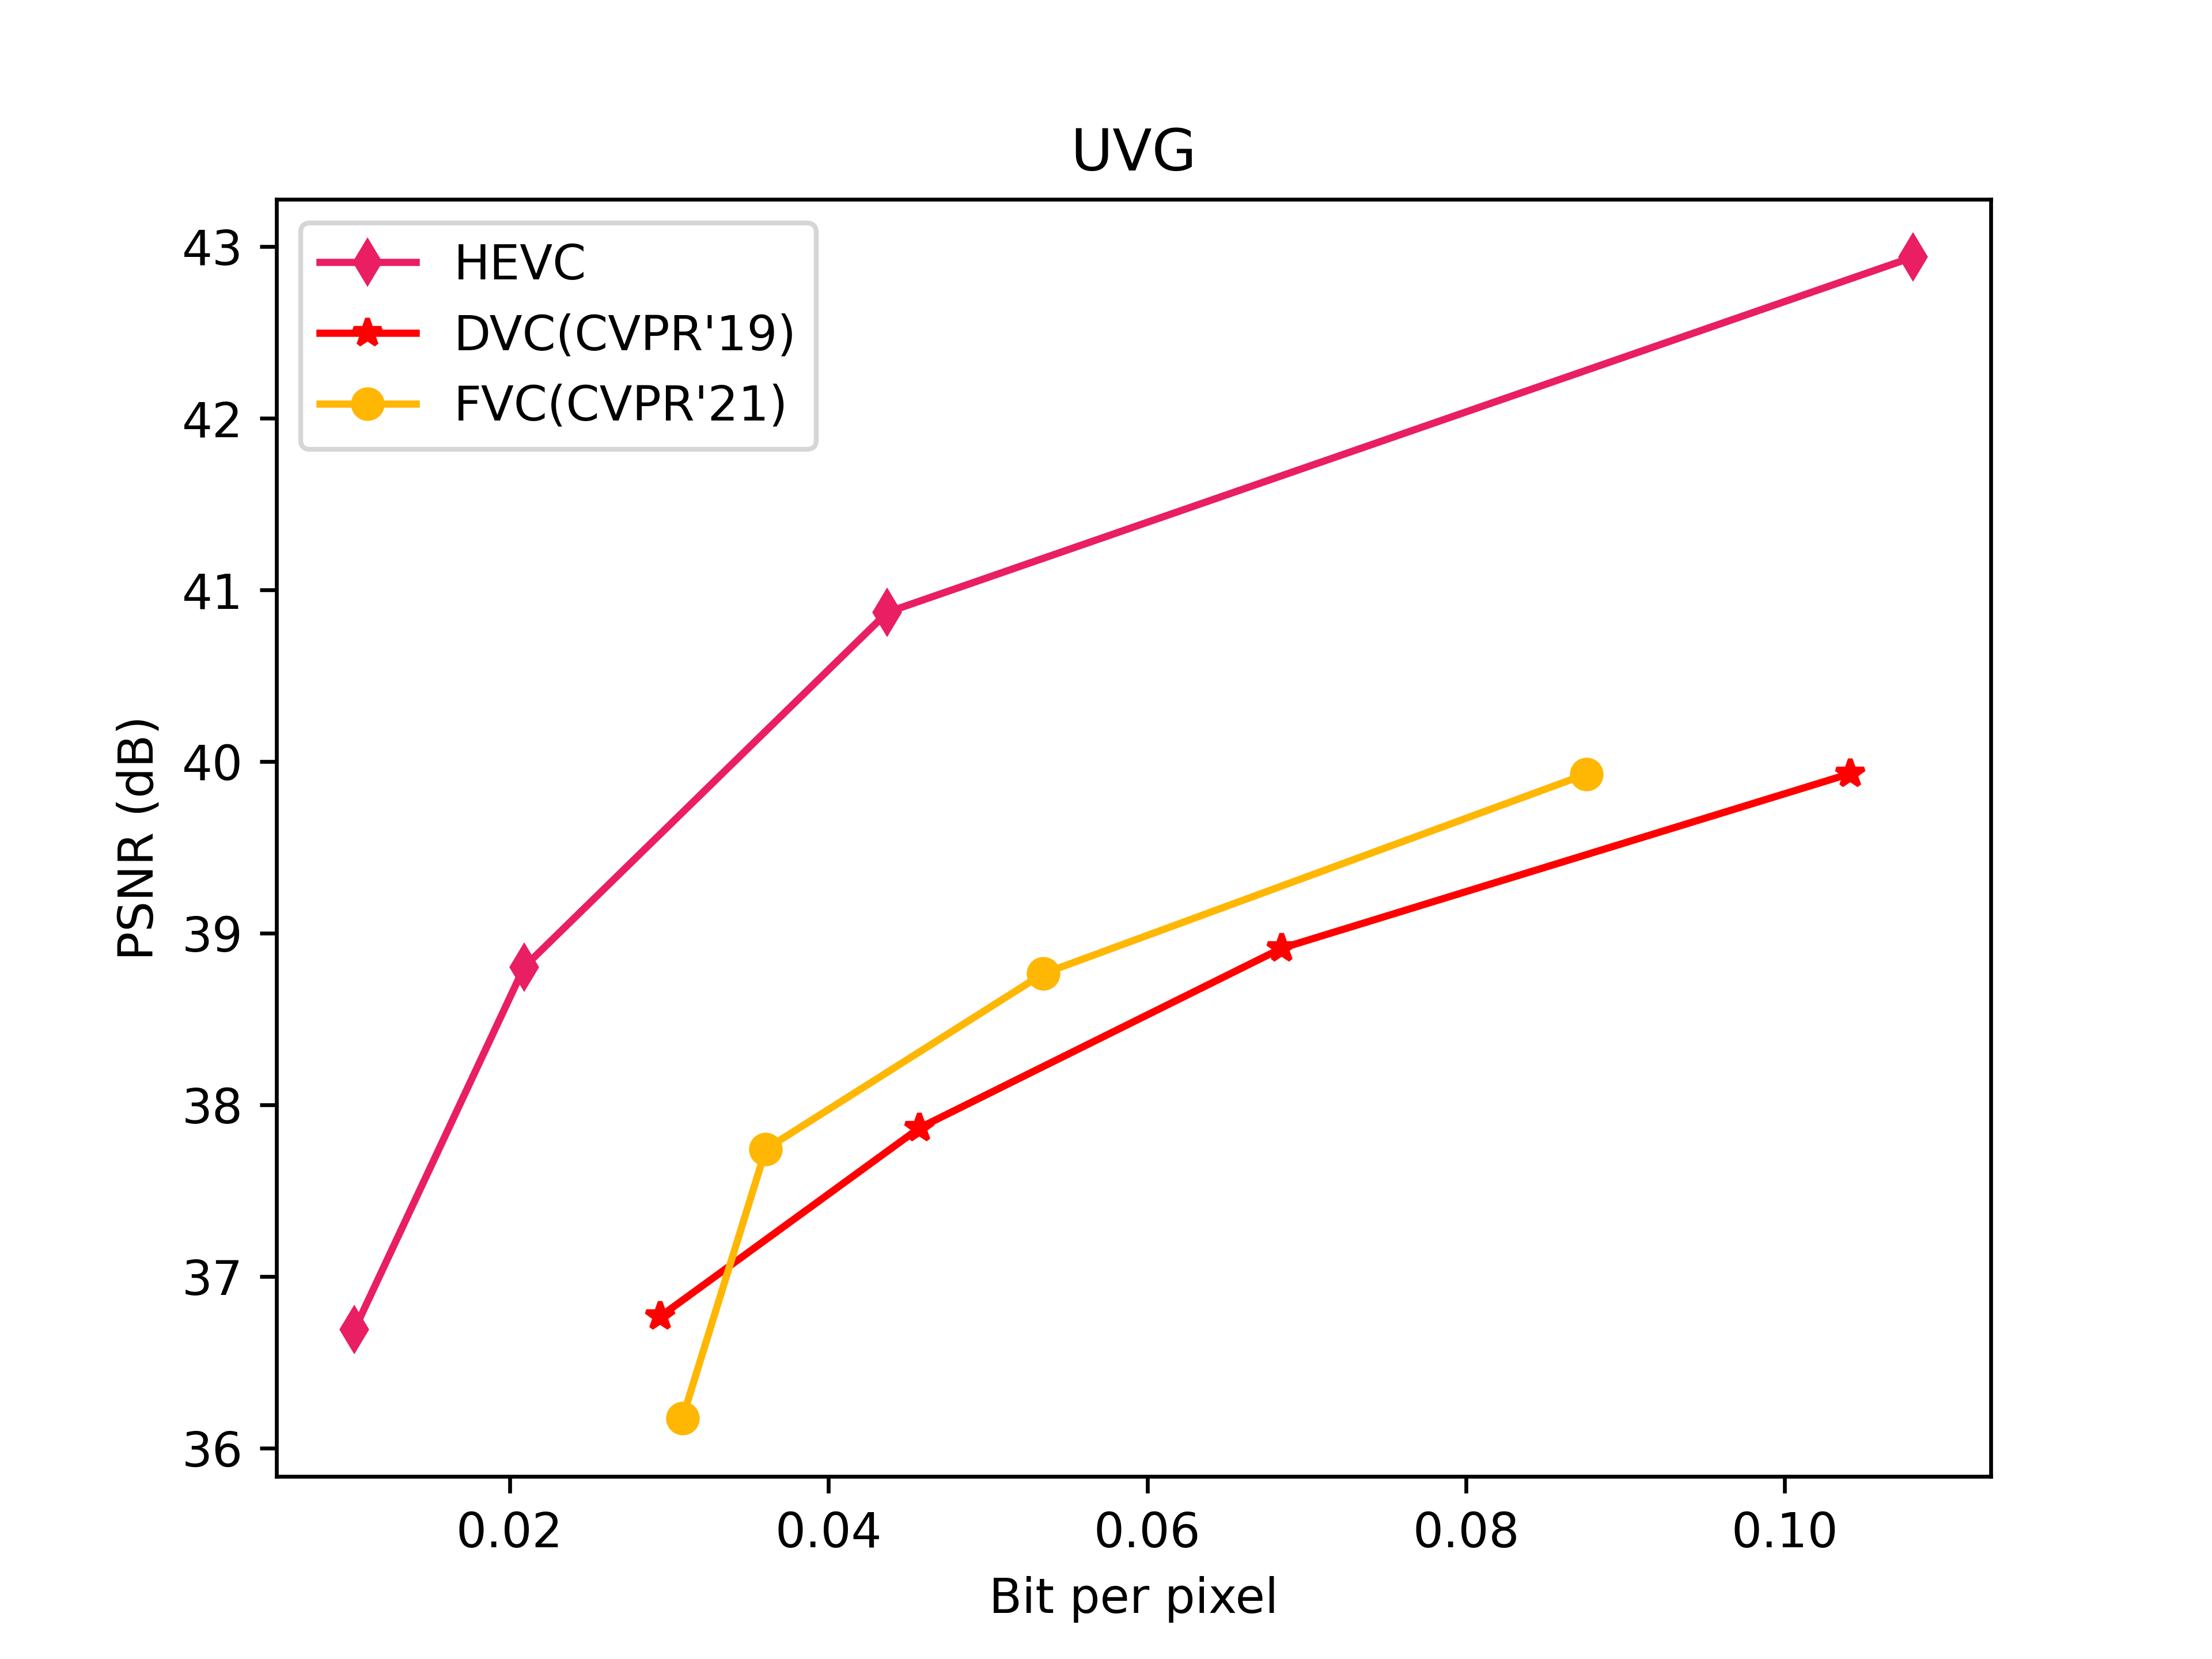 UVG
HEVC
DVC(CVPR'19)
FVC(CVPR'21)
43
42
41
40
39
38
37
36
PSNR (dB)
0.02 0.04 0.06 0.08 0.10
Bit per pixel